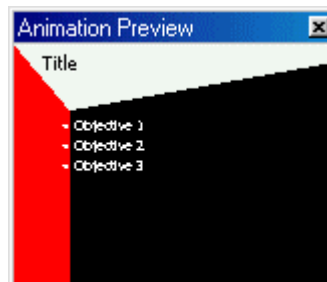 Animation Preview
Title
Objective 1
Objective 2
Objective 3